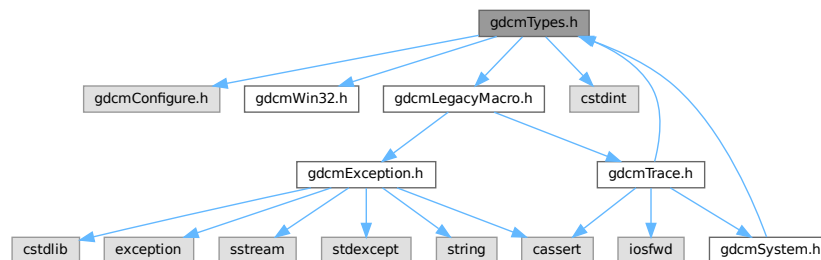 gdcmTypes.h
gdcmConfigure.h
gdcmWin32.h
gdcmLegacyMacro.h
cstdint
gdcmException.h
gdcmTrace.h
cstdlib
exception
sstream
stdexcept
string
cassert
iosfwd
gdcmSystem.h